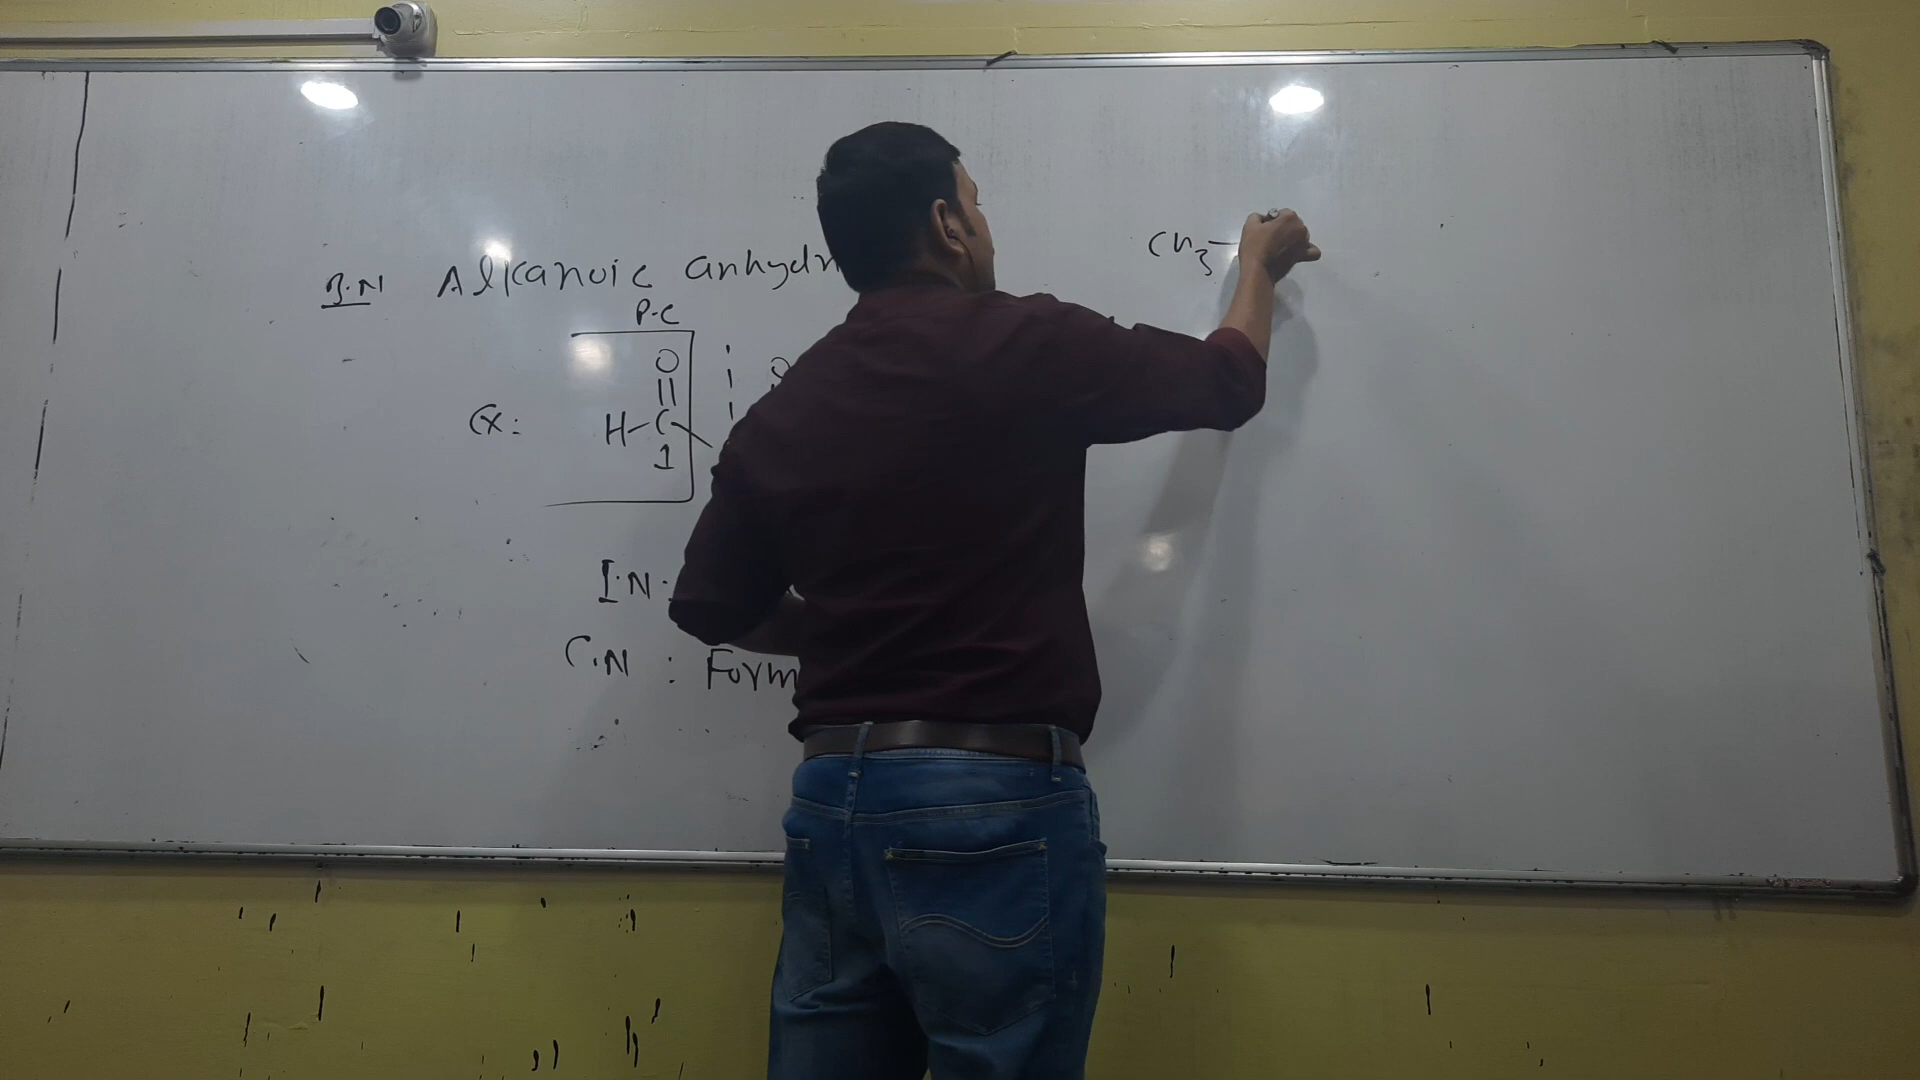 I.N Alkanoic anhydr
P.C
O
H-C
1
Ex:
I.N :
C.N : Form
CH3-